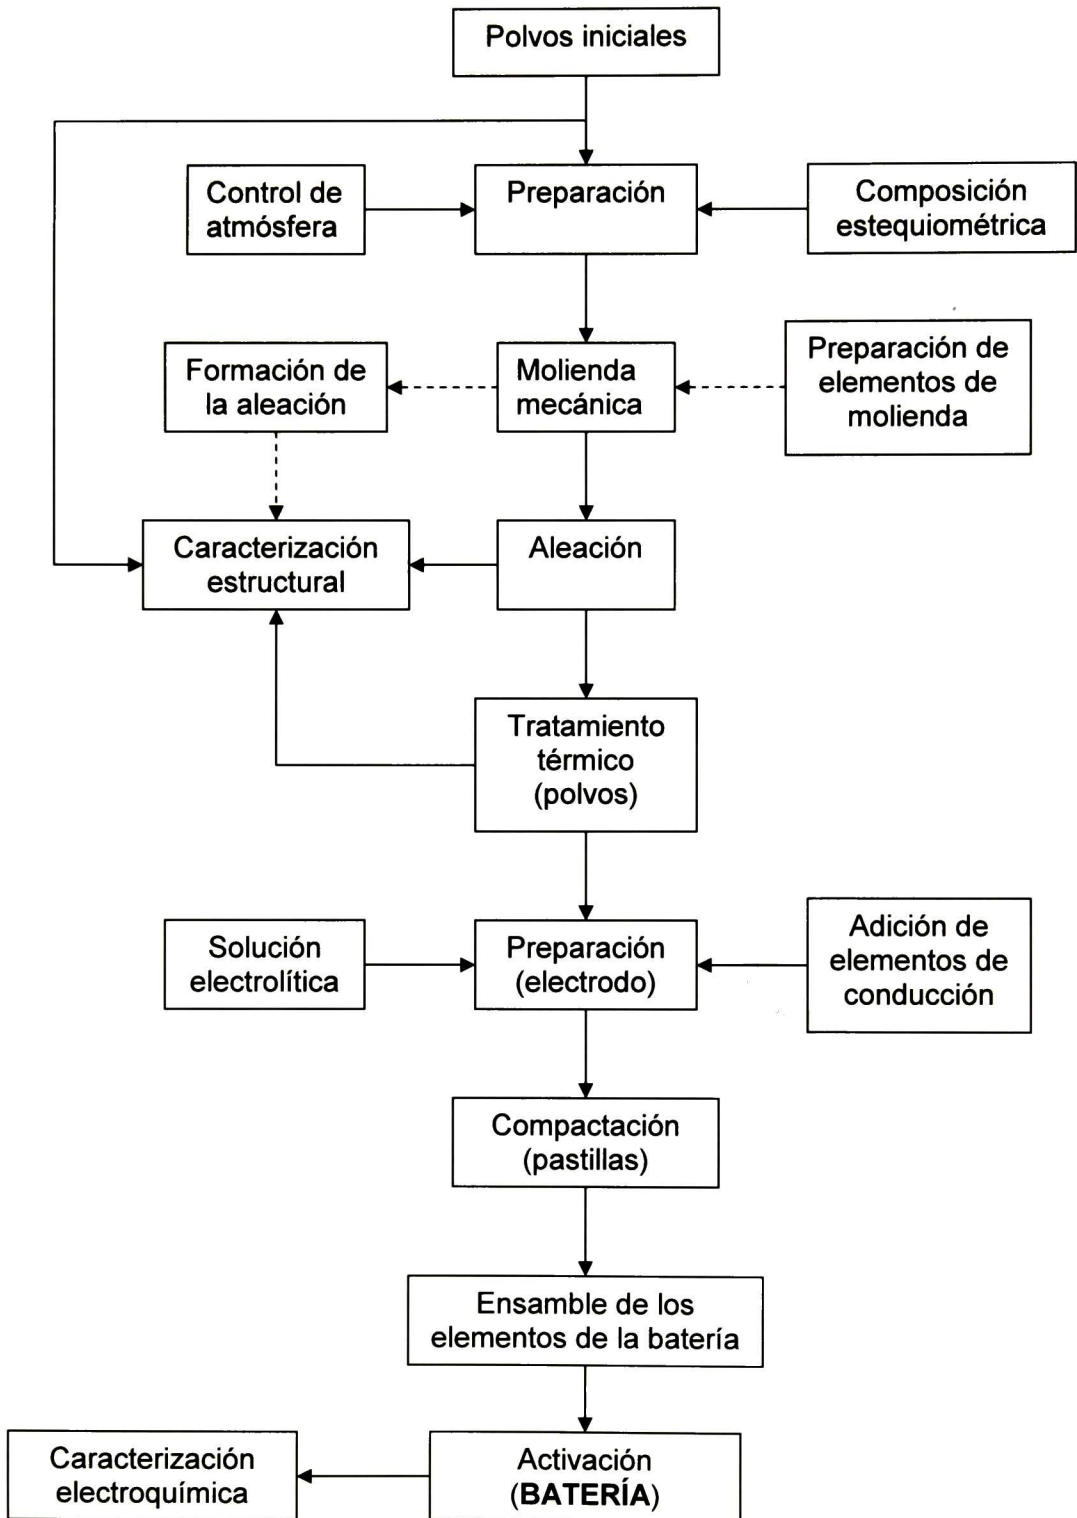 Polvos iniciales
Control de
atmósfera
Preparación
Composición
estequiométrica
Formación de
la aleación
Molienda
mecánica
Preparación de
elementos de
molienda
Caracterización
estructural
Aleación
Tratamiento
térmico
(polvos)
Solución
electrolítica
Preparación
(electrodo)
Adición de
elementos de
conducción
Compactación
(pastillas)
Ensamble de los
elementos de la batería
Caracterización
electroquímica
Activación
(BATERÍA)